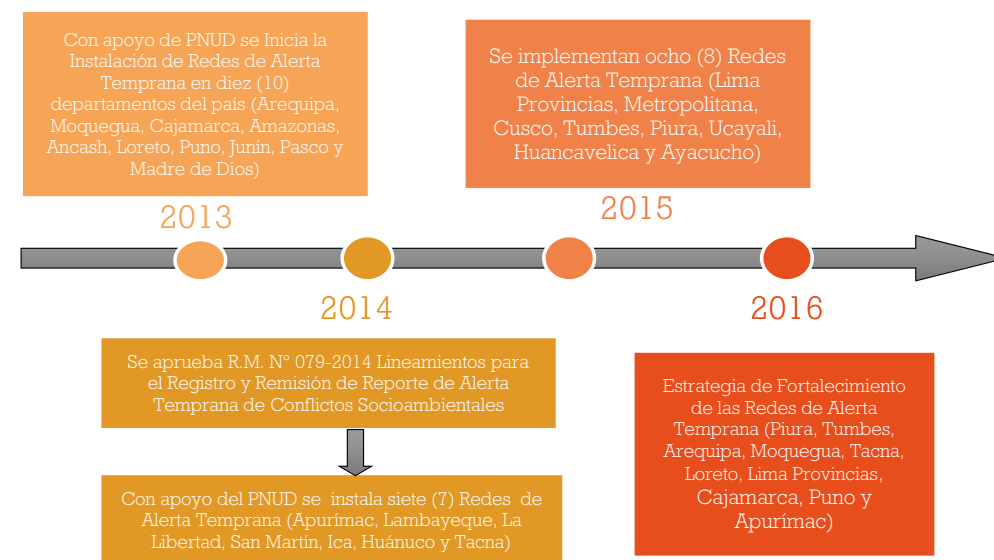 Con apoyo de PNUD se Inicia la
Instalación de Redes de Alerta
Temprana en diez (10)
departamentos del país (Arequipa,
Moquegua, Cajamarca, Amazonas,
Ancash, Loreto, Puno, Junín, Pasco y
Madre de Dios)
2013
Se implementan ocho (8) Redes
de Alerta Temprana (Lima
Provincias, Metropolitana,
Cusco, Tumbes, Piura, Ucayali,
Huancavelica y Ayacucho)
2015
2014
Se aprueba R.M. N° 079-2014 Lineamientos para
el Registro y Remisión de Reporte de Alerta
Temprana de Conflictos Socioambientales
Con apoyo del PNUD se instala siete (7) Redes de
Alerta Temprana (Apurímac, Lambayeque, La
Libertad, San Martín, Ica, Huánuco y Tacna)
2016
Estrategia de Fortalecimiento
de las Redes de Alerta
Temprana (Piura, Tumbes,
Arequipa, Moquegua, Tacna,
Loreto, Lima Provincias,
Cajamarca, Puno y
Apurímac)